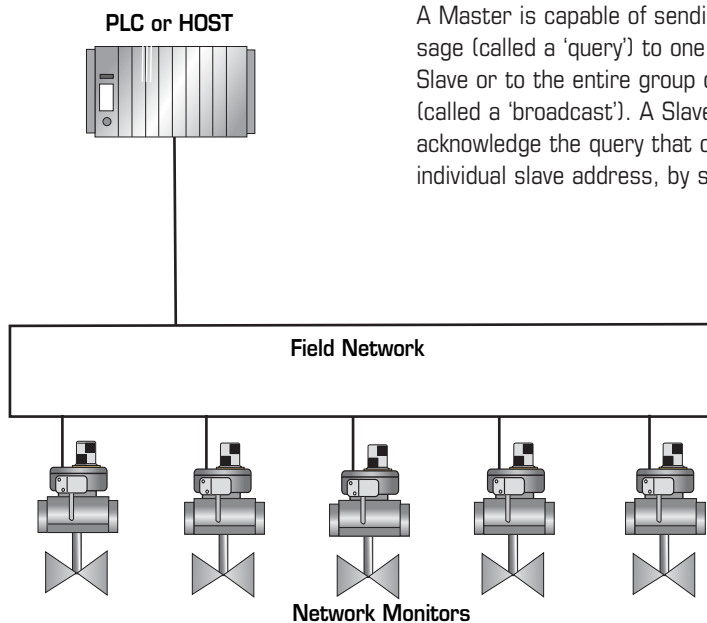 PLC or HOST
A Master is capable of sendi
sage (called a ‘query’) to one
Slave or to the entire group
(called a ‘broadcast’). A Slave
acknowledge the query that
individual slave address, by
Field Network
Network Monitors